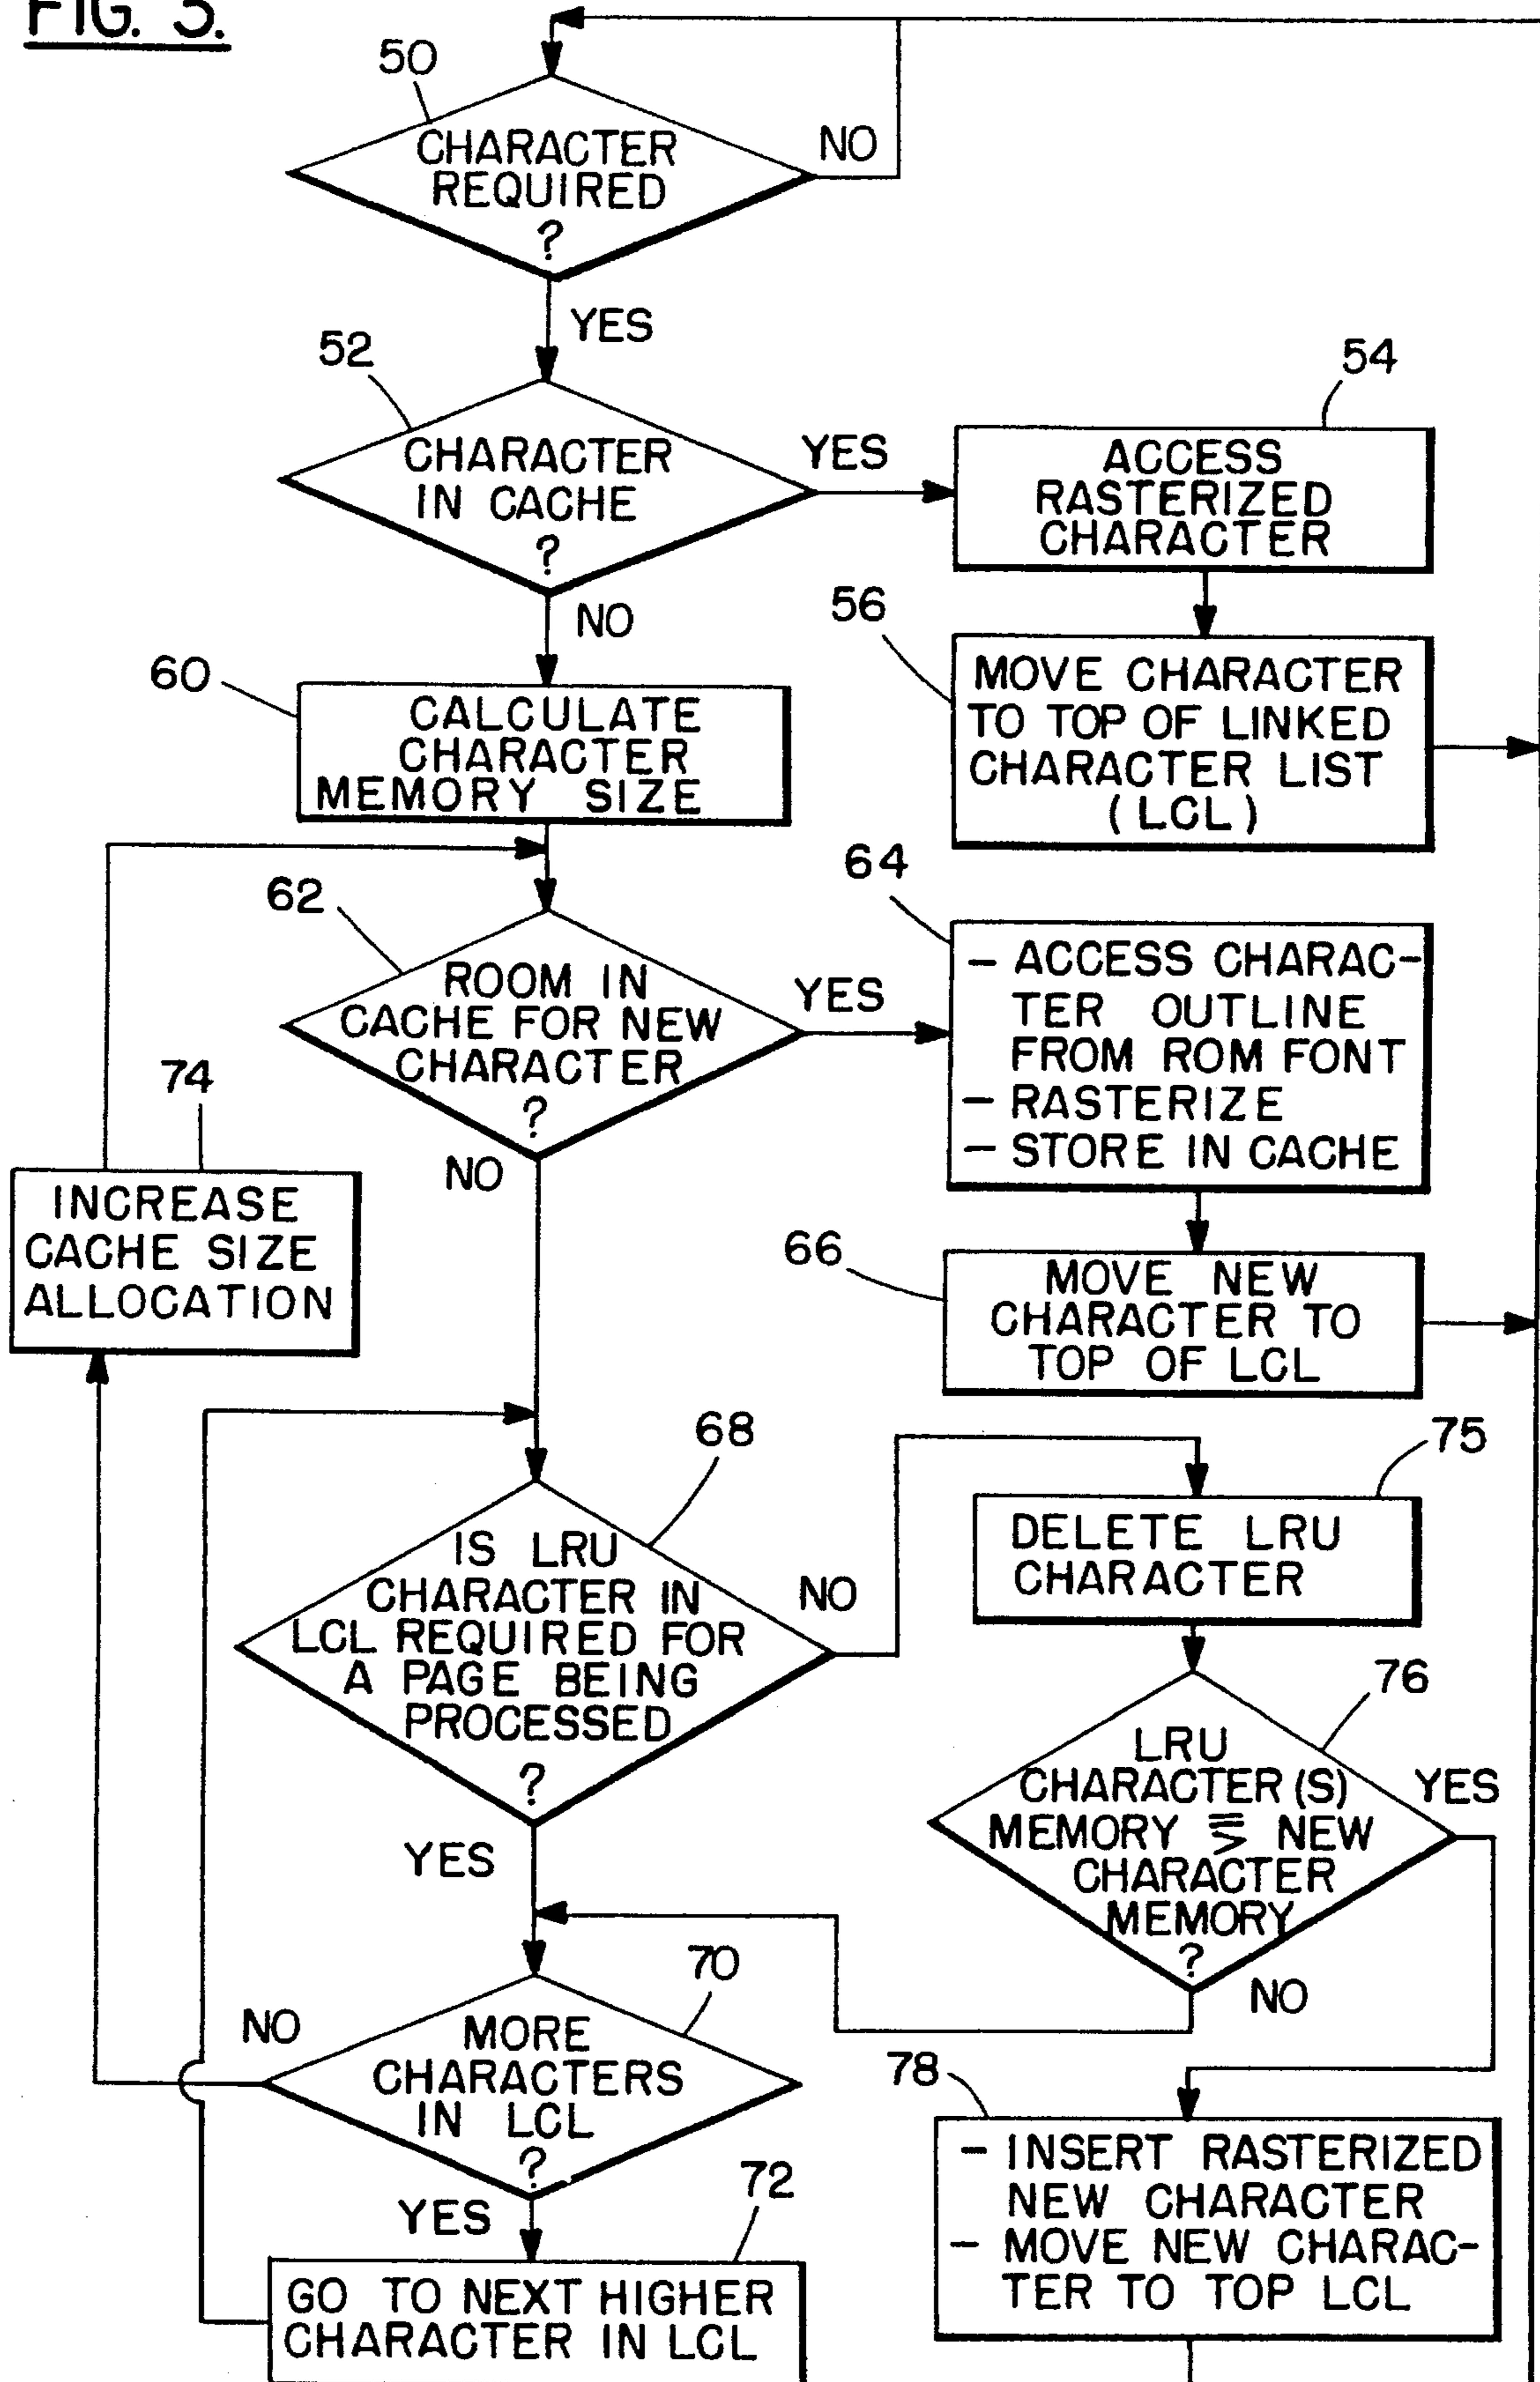 FIG. 3.
50
CHARACTER
REQUIRED
?
NO
YES
52
CHARACTER
IN CACHE
?
YES
NO
54
ACCESS
RASTERIZED
CHARACTER
56
MOVE CHARACTER
TO TOP OF LINKED
CHARACTER LIST
(LCL)
60
CALCULATE
CHARACTER
MEMORY SIZE
62
ROOM IN
CACHE FOR NEW
CHARACTER
?
YES
NO
64
- ACCESS CHARAC-
TER OUTLINE
FROM ROM FONT
- RASTERIZE
- STORE IN CACHE
74
INCREASE
CACHE SIZE
ALLOCATION
66
MOVE NEW
CHARACTER TO
TOP OF LCL
68
IS LRU
CHARACTER IN
LCL REQUIRED FOR
A PAGE BEING
PROCESSED
?
NO
YES
75
DELETE LRU
CHARACTER
76
LRU
CHARACTER(S)
MEMORY ⋝ NEW
CHARACTER
MEMORY
?
YES
NO
70
MORE
CHARACTERS
IN LCL
?
NO
YES
72
GO TO NEXT HIGHER
CHARACTER IN LCL
78
- INSERT RASTERIZED
NEW CHARACTER
- MOVE NEW CHARAC-
TER TO TOP LCL